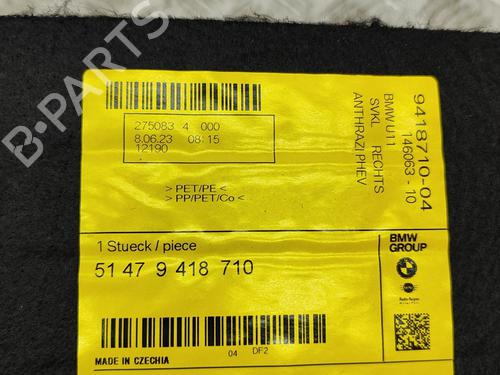 275083 4 000
8.06.23 08:15
12190
> PET/PE <
> PP/PET/Co <
9418710-04
146063 - 10
BMW U11
SVKL RECHTS
ANTHRAZI PHEV
1 Stueck / piece
51 47 9 418 710
BMW
GROUP
04 DF2
MADE IN CZECHIA
B-PARTS